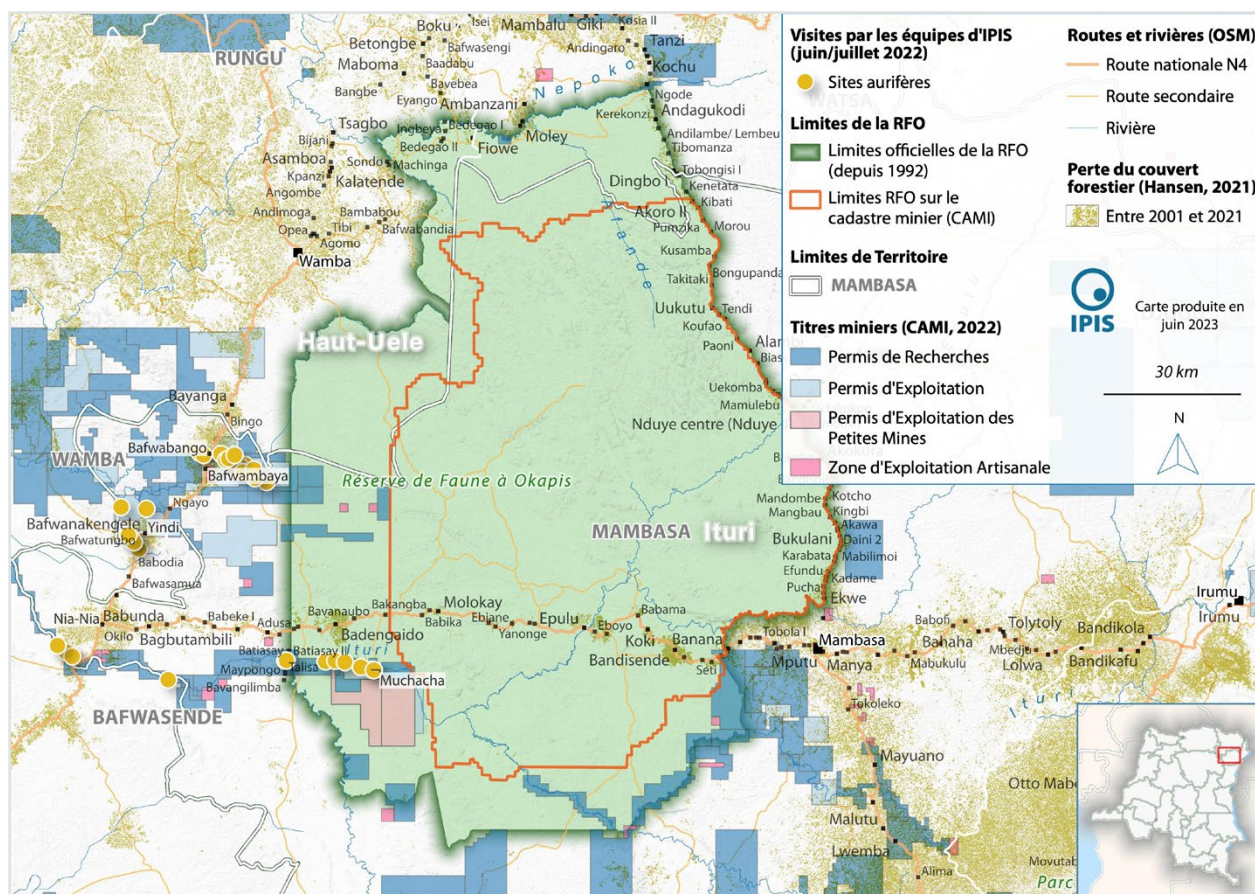 Visites par les équipes d'IPIS
(juin/juillet 2022)
Sites aurifères
Limites de la RFO
Limites officielles de la RFO
(depuis 1992)
Limites RFO sur le
cadastre minier (CAMI)
Limites de Territoire
MAMBASA
Titres miniers (CAMI, 2022)
Permis de Recherches
Permis d'Exploitation
Permis d'Exploitation des
Petites Mines
Zone d'Exploitation Artisanale
Routes et rivières (OSM)
Route nationale N4
Route secondaire
Rivière
Perte du couvert
forestier (Hansen, 2021)
Entre 2001 et 2021
IPIS
Carte produite en
juin 2023
30 km
N
WATSA
RUNGU
Boku
Isei
Mambalu
Giki
Kosia II
Betongbe
Bafwasengi
Andingaro
Tanzi
Maboma
Baadabu
Kochu
Bangbe
Bavebea
Eyango
Ambanzani
Nepoko
Ngode
Tsagbo
Ingbeya
Bedegao I
Moley
Kerekonzi
Andagukodi
Bijani
Bedegao II
Fiowe
Andilambe/ Lembeu
Asamboa
Sondo
Machinga
Tibomanza
Kpanzi
Kalatende
Dingbo
Tobongisi I
Angombe
Kenetata
Kibati
Andimoga
Bambabou
Akoro II
Opea
Tibi
Bafwabandia
Pumzika
Morou
Agomo
Afande
Wamba
Kusamba
Takitaki
Bongupanda
Uukutu
Tendi
Koufao
Haut-Uele
Paoni
Alambi
Bias
Uekomba
Bayanga
Mamulebu
Bingo
Nduye centre (Nduye
Bafwabango
WAMBA
Bafwambaya
Réserve de Faune à Okapis
Ngayo
Mandombe
Kotcho
Mangbau
Kingbi
Bafwanakengele
Yindi
MAMBASA
Ituri
Akawa
Bafwatungbo
Bukulani
Daini 2
Babodia
Karabata
Mabilimoi
Bafwasamua
Efundu
Kadame
Pucha
Ekwe
Nia-Nia
Babunda
Babeke I
Bavanaubo
Bakangba
Molokay
Epulu
Babama
Okilo
Adusa
Babika
Ebiane
Eboyo
Bagbutambili
Badengaido
Yanonge
Koki
Banana
Tobola I
Mambasa
Babofi
Bahaha
Tolytoly
Bandikola
Irumu
Irumu
Batiasay
Batiasay II
Ituri
Bandisende
Seti
Mputu
Manya
Mabukulu
Mbedju
Lolwa
Bandikafu
Maypongo
Salisa
Muchacha
Bavangilimba
BAFWASENDE
Tokoleko
Ituri
Mayuano
Otto Mab
Malutu
Lwemba
Alima
Movutab
Parc